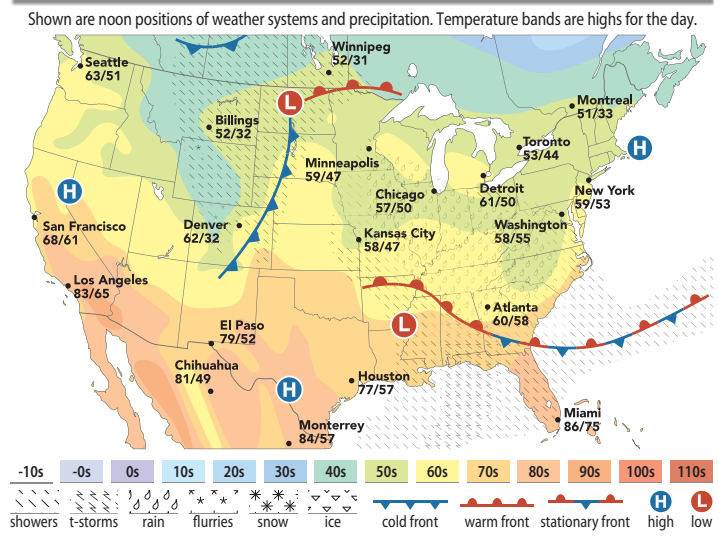 Shown are noon positions of weather systems and precipitation. Temperature bands are highs for the day.
Winnipeg
52/31
Seattle
63/51
L
Montreal
51/33
Billings
52/32
Toronto
53/44
H
Minneapolis
59/47
H
Chicago
57/50
Detroit
61/50
New York
59/53
San Francisco
68/61
Denver
62/32
Kansas City
58/47
Washington
58/55
Los Angeles
83/65
Atlanta
60/58
L
El Paso
79/52
Chihuahua
81/49
H
Houston
77/57
Monterrey
84/57
Miami
86/75
-10s -0s 0s 10s 20s 30s 40s 50s 60s 70s 80s 90s 100s 110s
H L
showers t-storms rain flurries snow ice cold front warm front stationary front high low